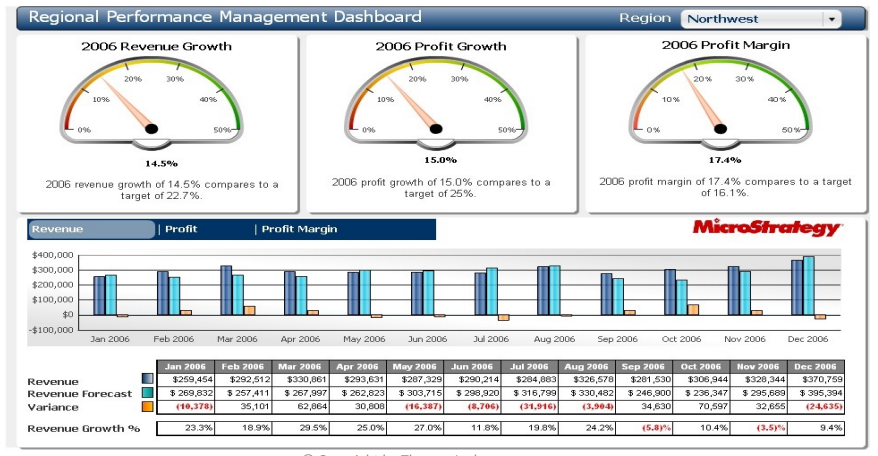 Regional Performance Management Dashboard
Region Northwest
2006 Revenue Growth
0% 10% 20% 30% 40% 50%
14.5%
2006 revenue growth of 14.5% compares to a
target of 22.7%.
2006 Profit Growth
0% 10% 20% 30% 40% 50%
15.0%
2006 profit growth of 15.0% compares to a
target of 25%.
2006 Profit Margin
0% 10% 20% 30% 40% 50%
17.4%
2006 profit margin of 17.4% compares to a target
of 16.1%.
Revenue | Profit | Profit Margin
MicroStrategy
$400,000
$300,000
$200,000
$100,000
$0
-$100,000
Jan 2006 Feb 2006 Mar 2006 Apr 2006 May 2006 Jun 2006 Jul 2006 Aug 2006 Sep 2006 Oct 2006 Nov 2006 Dec 2006
Jan 2006 Feb 2006 Mar 2006 Apr 2006 May 2006 Jun 2006 Jul 2006 Aug 2006 Sep 2006 Oct 2006 Nov 2006 Dec 2006
Revenue $259,454 $292,512 $330,861 $293,631 $287,329 $290,214 $284,883 $326,578 $281,530 $306,944 $328,344 $370,759
Revenue Forecast $ 269,832 $ 257,411 $ 267,997 $ 262,823 $ 303,715 $ 298,920 $ 316,799 $ 330,482 $ 246,900 $ 236,347 $ 295,689 $ 395,394
Variance (10,378) 35,101 62,864 30,808 (16,387) (8,706) (31,916) (3,904) 34,630 70,597 32,655 (24,635)
Revenue Growth % 23.3% 18.9% 29.5% 25.0% 27.0% 11.8% 19.8% 24.2% (5.8)% 10.4% (3.5)% 9.4%